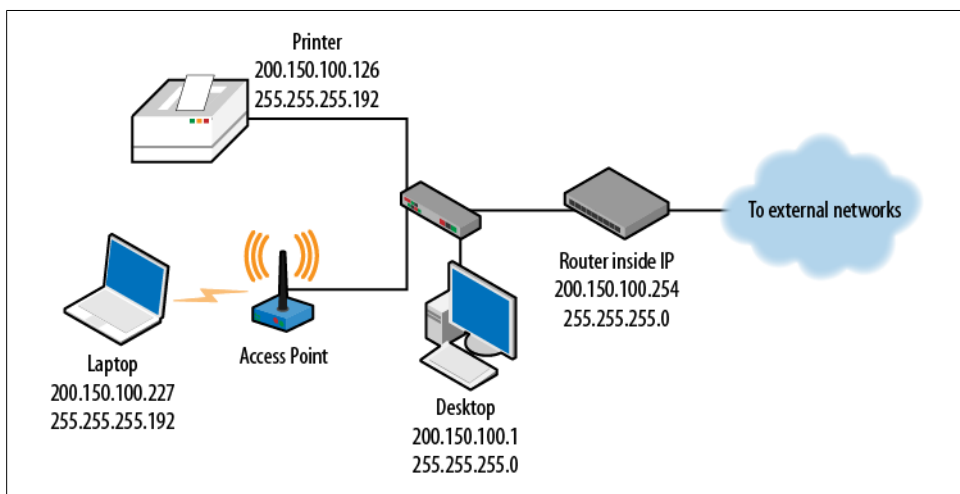 Printer
200.150.100.126
255.255.255.192
To external networks
Router inside IP
200.150.100.254
255.255.255.0
Access Point
Laptop
200.150.100.227
255.255.255.192
Desktop
200.150.100.1
255.255.255.0